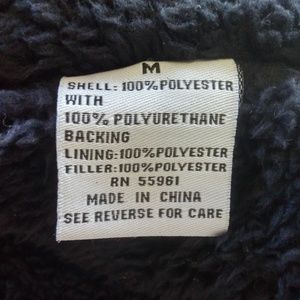 M
SHELL: 100% POLYESTER
WITH
100% POLYURETHANE
BACKING
LINING: 100% POLYESTER
FILLER: 100% POLYESTER
RN 55961
MADE IN CHINA
SEE REVERSE FOR CARE